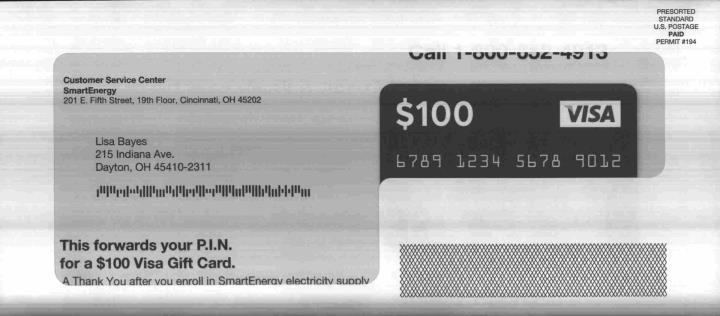 PRESORTED
STANDARD
U.S. POSTAGE
PAID
PERMIT #194
Call 1-800-652-4913
Customer Service Center
SmartEnergy
201 E. Fifth Street, 19th Floor, Cincinnati, OH 45202
$100 VISA
6789 1234 5678 9012
Lisa Bayes
215 Indiana Ave.
Dayton, OH 45410-2311
This forwards your P.I.N.
for a $100 Visa Gift Card.
A Thank You after you enroll in SmartEnergy electricity supply